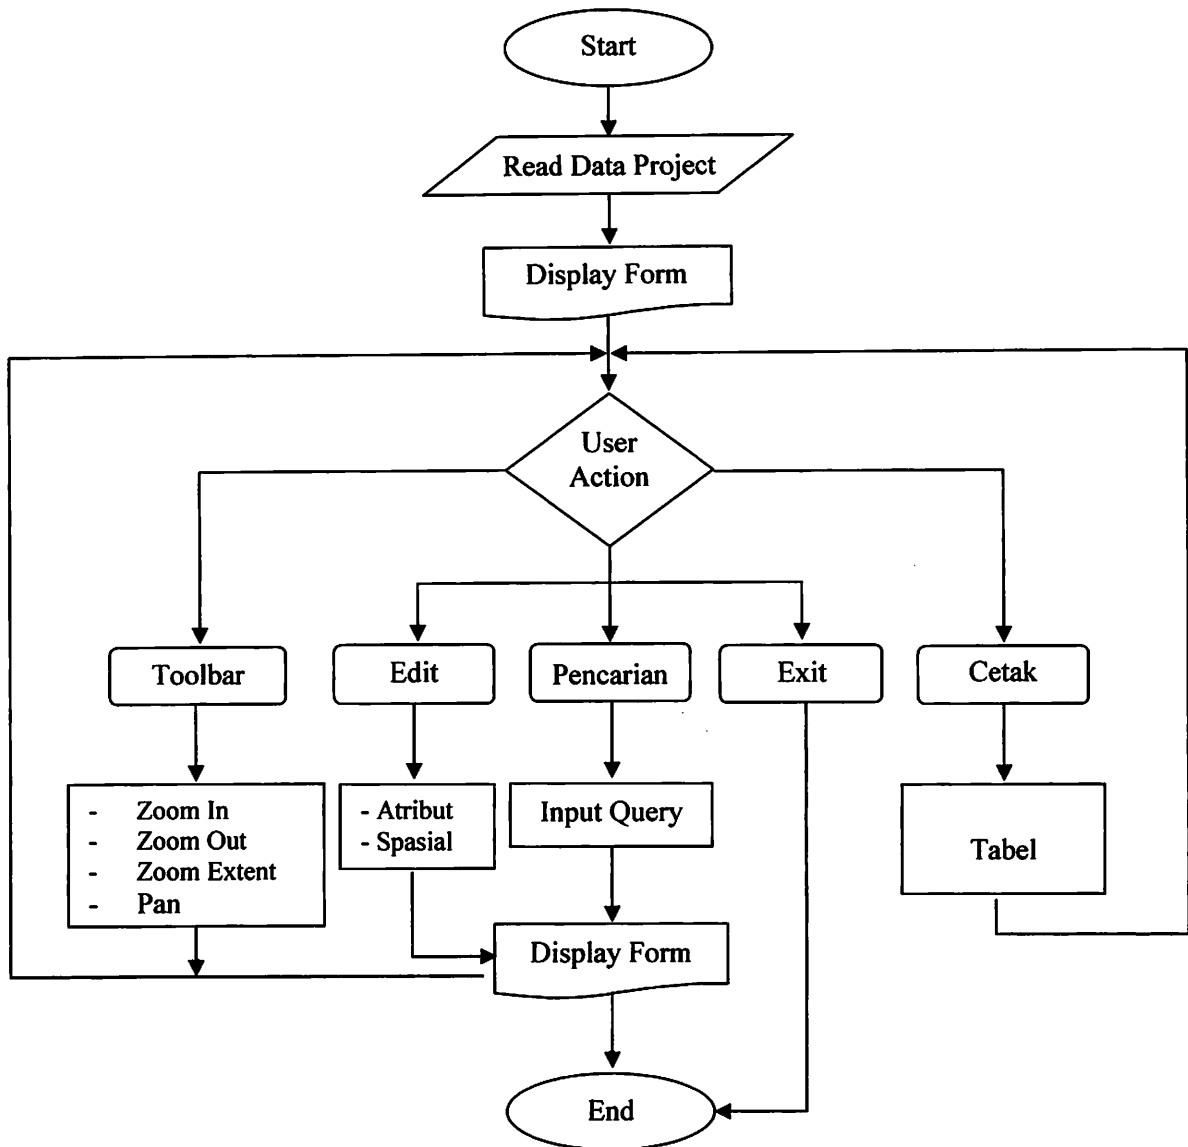 Start
Read Data Project
Display Form
User
Action
Toolbar
Edit
Pencarian
Exit
Cetak
- Zoom In
- Zoom Out
- Zoom Extent
- Pan
- Atribut
- Spasial
Input Query
Tabel
Display Form
End